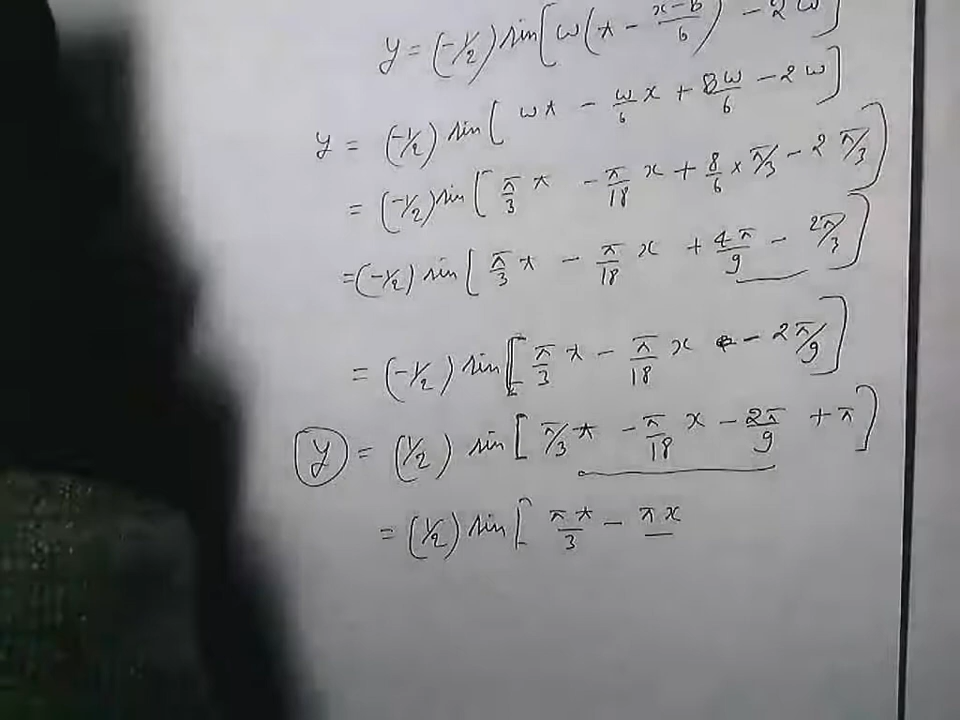 y = (-1/2) sin[ω(t - x-8/6) - 2ω]
y = (-1/2) sin[ωt - ω/6 x + 8ω/6 - 2ω]
= (-1/2) sin[π/3 t - π/18 x + 8/6 × π/3 - 2 π/3]
= (-1/2) sin[π/3 t - π/18 x + 4π/9 - 2π/3]
= (-1/2) sin[π/3 t - π/18 x - 2π/9]
y = (1/2) sin[π/3 t - π/18 x - 2π/9 + π]
= (1/2) sin[πt/3 - πx